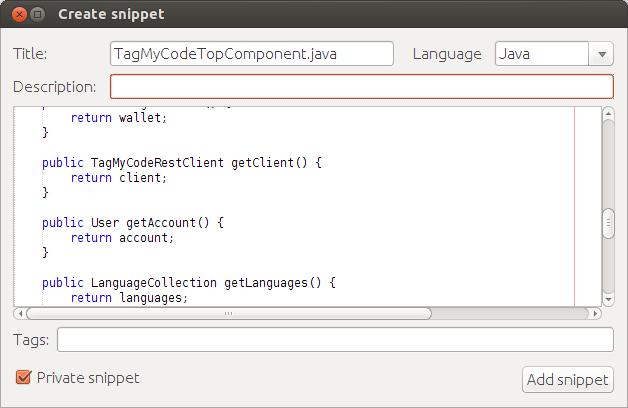 Create snippet
Title: TagMyCodeTopComponent.java Language Java
Description:
return wallet;
}
public TagMyCodeRestClient getClient() {
return client;
}
public User getAccount() {
return account;
}
public LanguageCollection getLanguages() {
return languages;
Tags:
Private snippet Add snippet